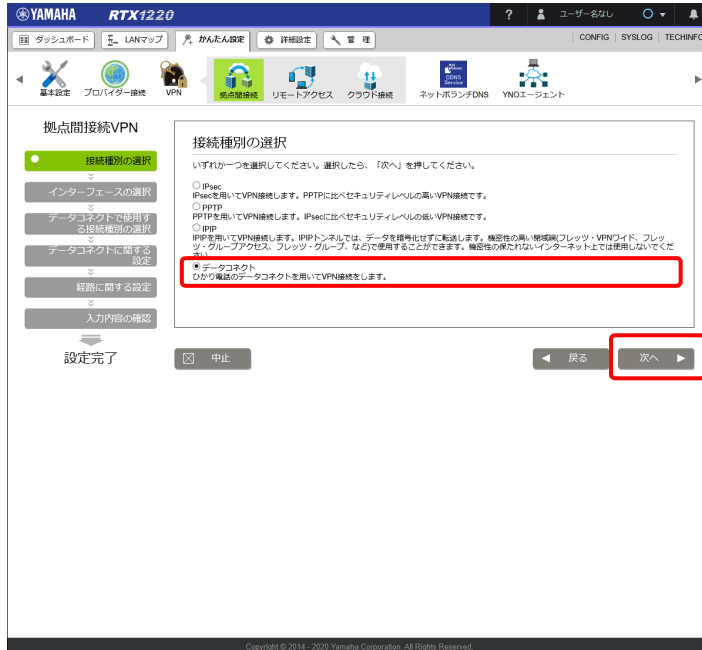 YAMAHA RTX1220 ? ユーザー名なし
ダッシュボード LANマップ かんたん設定 詳細設定 管 理 CONFIG SYSLOG TECHINFO
基本設定 プロバイダー接続 VPN 拠点間接続 リモートアクセス クラウド接続 ネットボランチDNS YNOエージェント
拠点間接続VPN
接続種別の選択
インターフェースの選択
データコネクトで使用す
る接続種別の選択
データコネクトに関する
設定
経路に関する設定
入力内容の確認
設定完了
接続種別の選択
いずれか一つを選択してください。選択したら、「次へ」を押してください。
IPsec
IPsecを用いてVPN接続します。PPTPに比べセキュリティレベルの高いVPN接続です。
PPTP
PPTPを用いてVPN接続します。IPsecに比べセキュリティレベルの低いVPN接続です。
IPIP
IPIPを用いてVPN接続します。IPIPトンネルでは、データを暗号化せずに転送します。機密性の高い閉域網(フレッツ・VPNワイド、フレッ
ツ・グループアクセス、フレッツ・グループ、など)で使用することができます。機密性の保たれないインターネット上では使用しないでくだ
さい。
データコネクト
ひかり電話のデータコネクトを用いてVPN接続をします。
中止 戻る 次へ
Copyright © 2014 - 2020 Yamaha Corporation. All Rights Reserved.